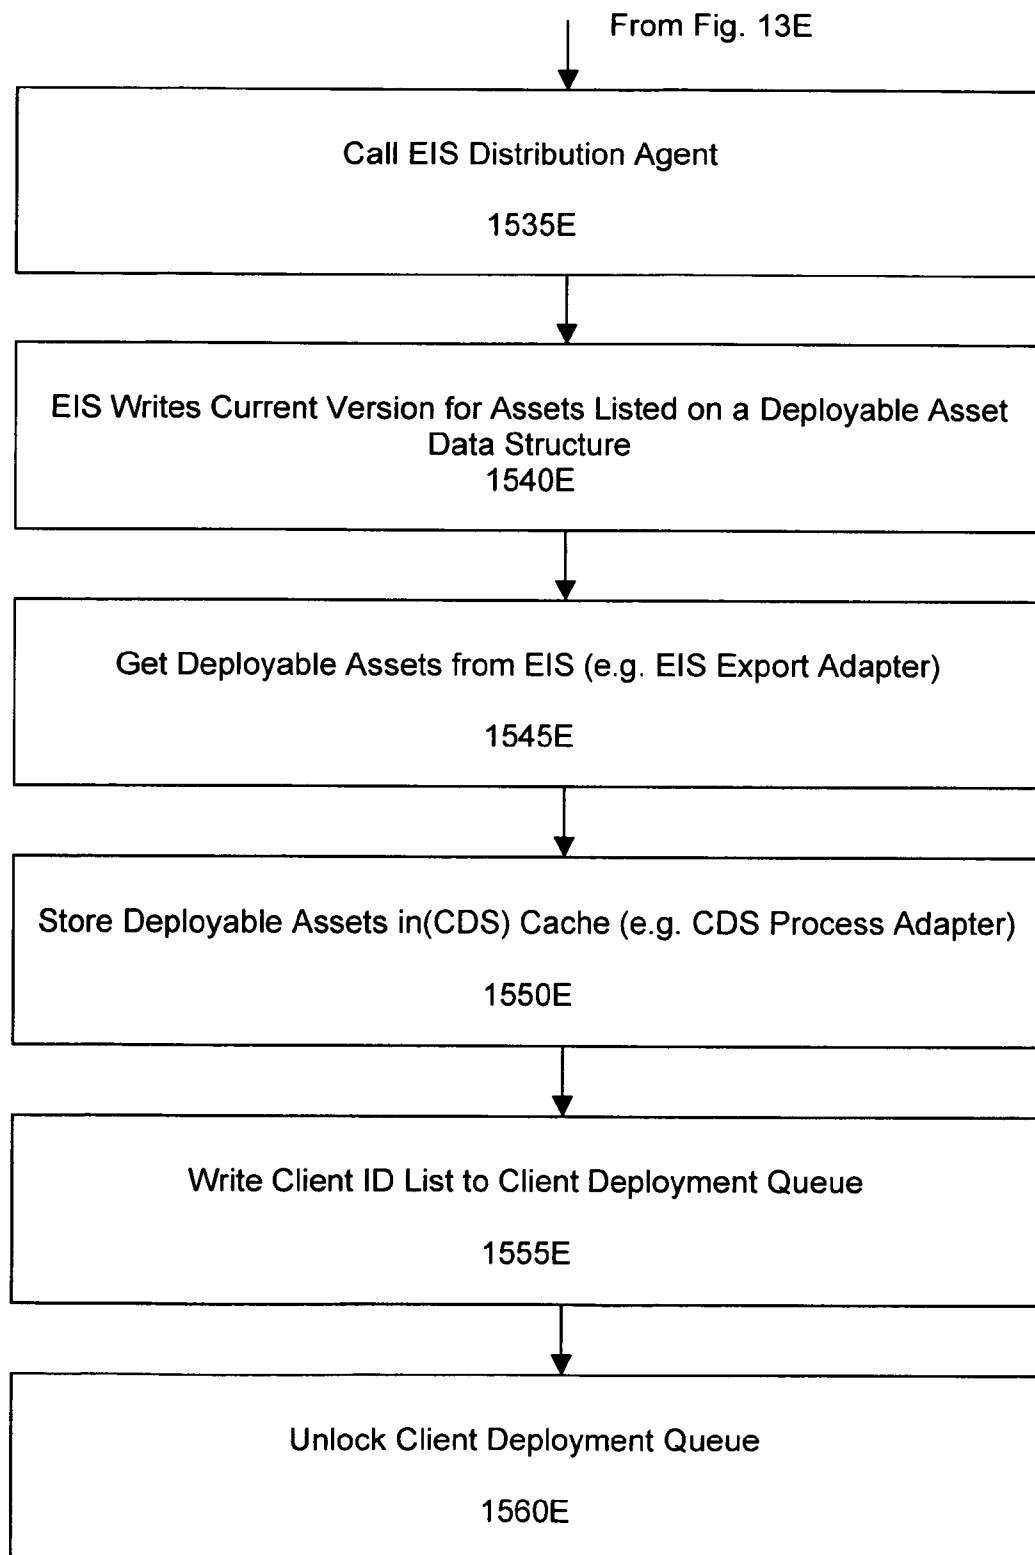 From Fig. 13E
Call EIS Distribution Agent
1535E
EIS Writes Current Version for Assets Listed on a Deployable Asset
Data Structure
1540E
Get Deployable Assets from EIS (e.g. EIS Export Adapter)
1545E
Store Deployable Assets in(CDS) Cache (e.g. CDS Process Adapter)
1550E
Write Client ID List to Client Deployment Queue
1555E
Unlock Client Deployment Queue
1560E